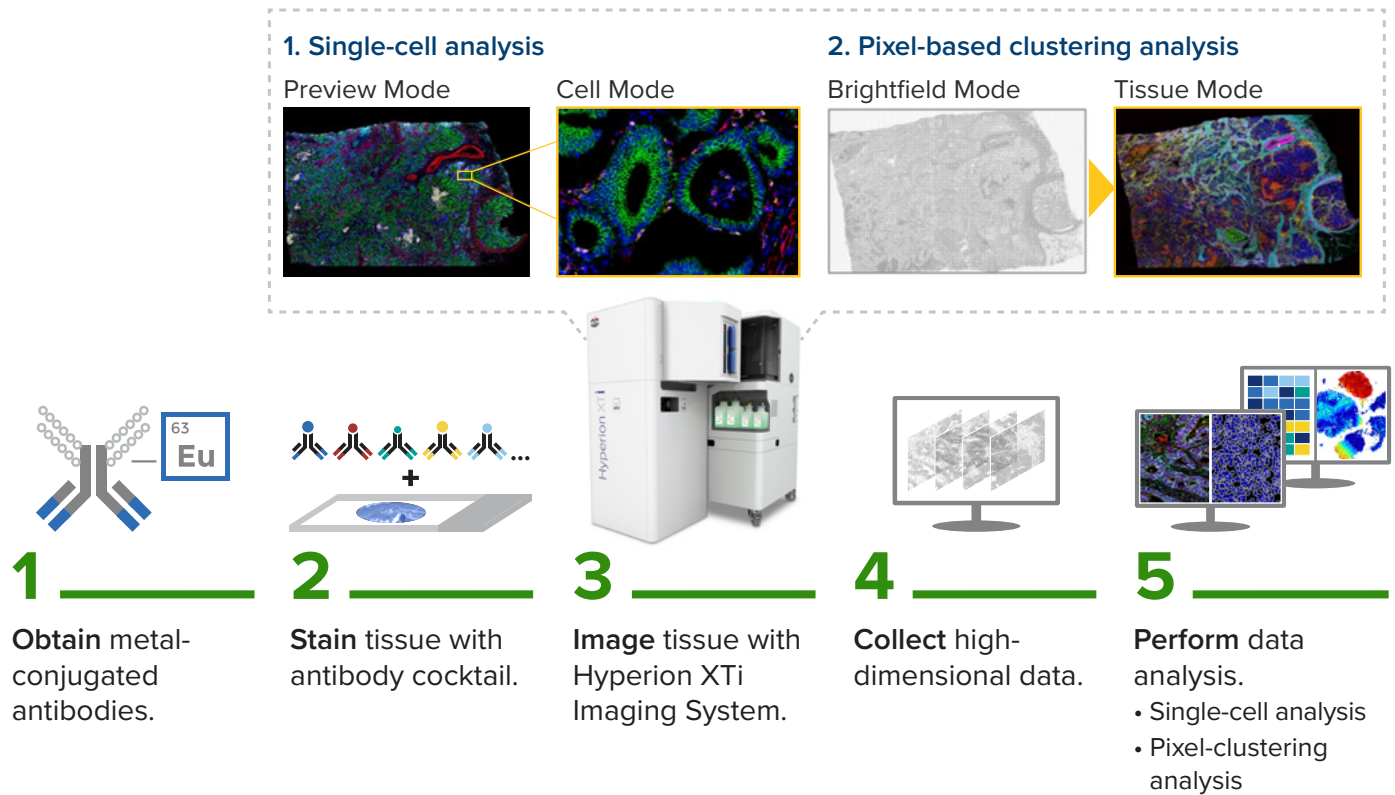 1. Single-cell analysis
2. Pixel-based clustering analysis
Preview Mode
Cell Mode
Brightfield Mode
Tissue Mode
Hyperion XTi
63
Eu
+
...
1
2
3
4
5
Obtain metal-
conjugated
antibodies.
Stain tissue with
antibody cocktail.
Image tissue with
Hyperion XTi
Imaging System.
Collect high-
dimensional data.
Perform data
analysis.
• Single-cell analysis
• Pixel-clustering
analysis